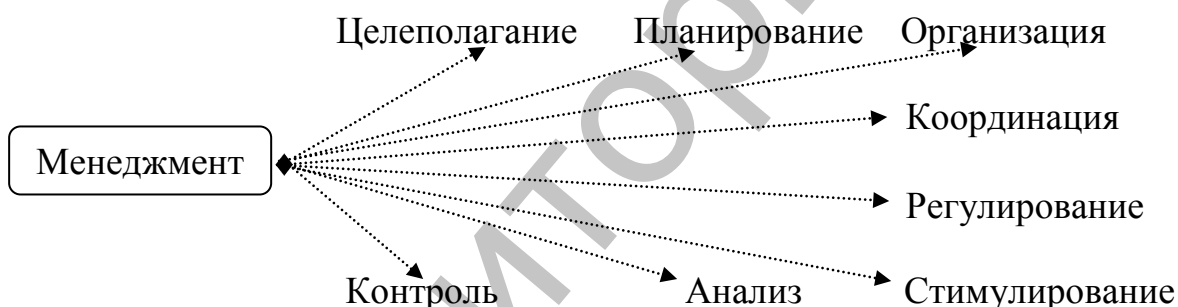 Целеполагание Планирование Организация
Координация
Менеджмент
Регулирование
Контроль Анализ Стимулирование